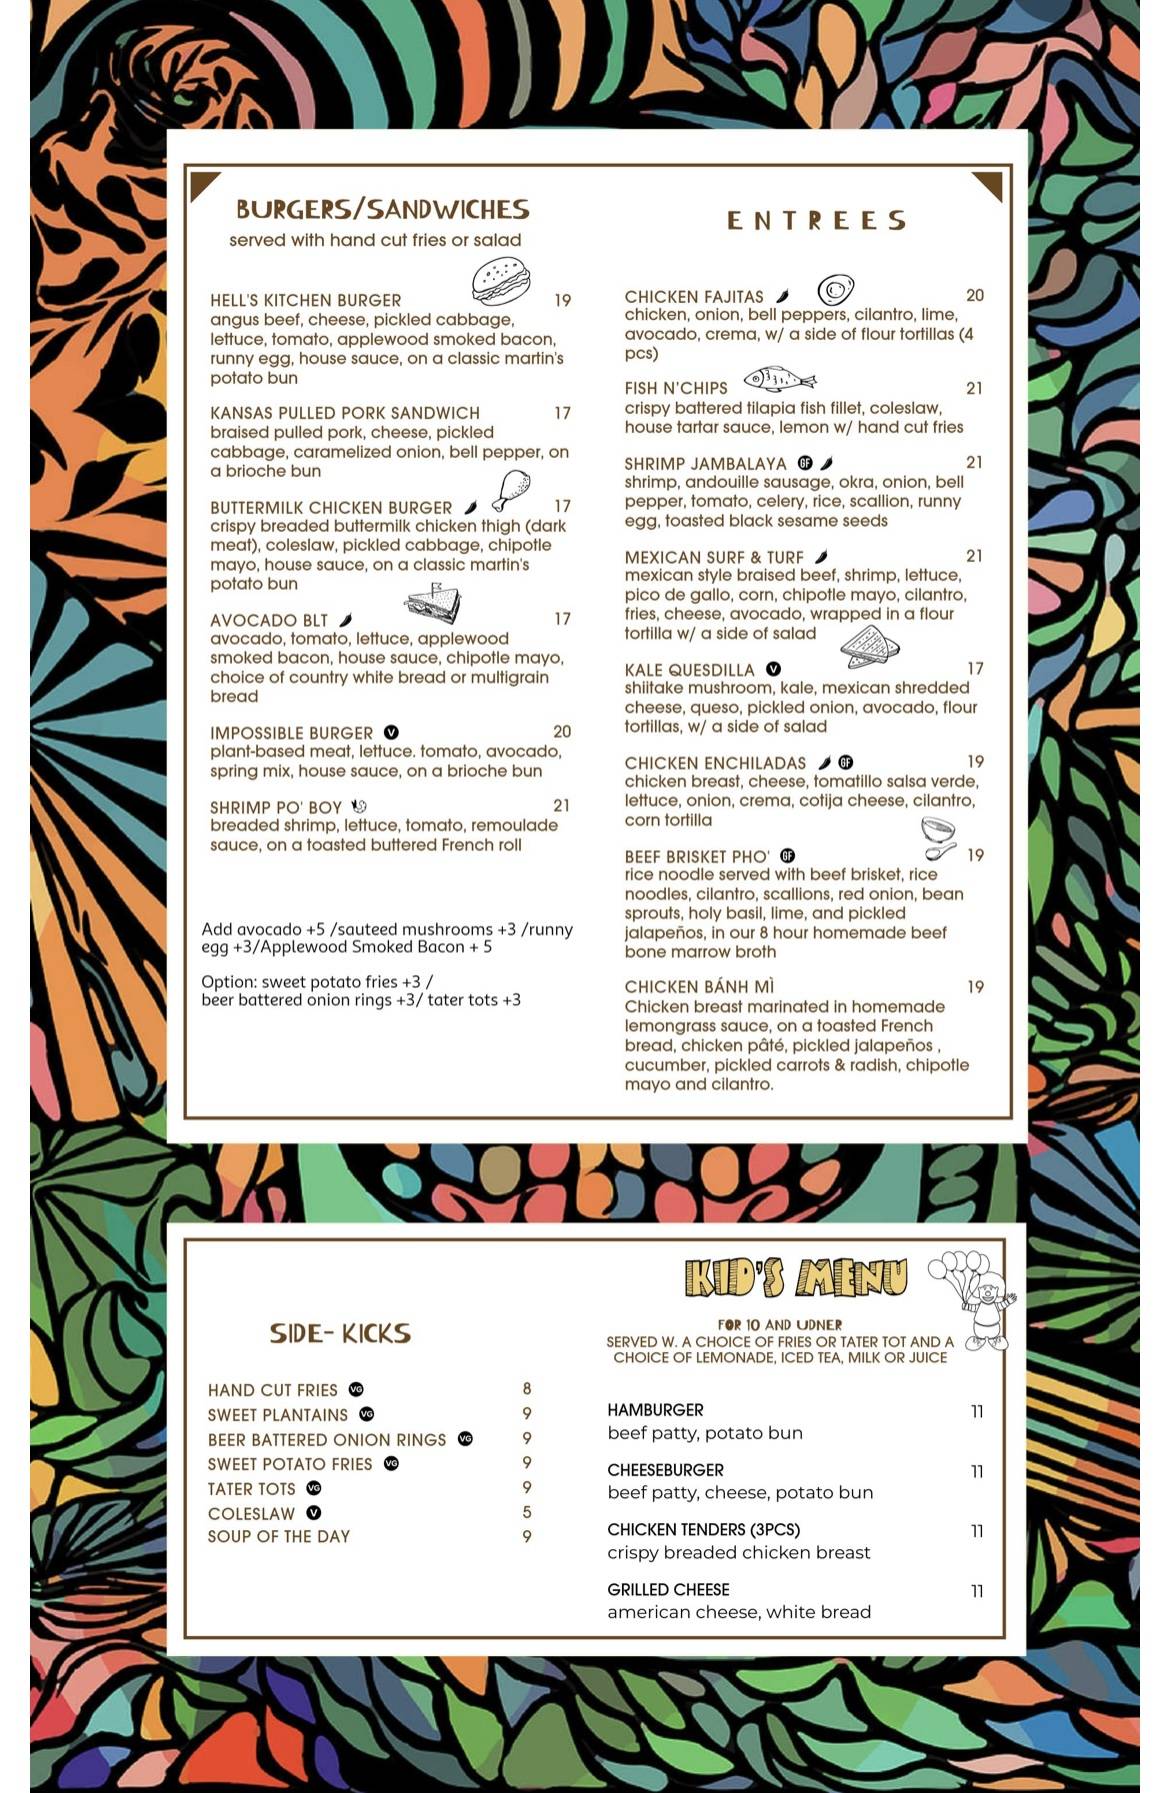 BURGERS/SANDWICHES
served with hand cut fries or salad
HELL'S KITCHEN BURGER 19
angus beef, cheese, pickled cabbage,
lettuce, tomato, applewood smoked bacon,
runny egg, house sauce, on a classic martin's
potato bun
KANSAS PULLED PORK SANDWICH 17
braised pulled pork, cheese, pickled
cabbage, caramelized onion, bell pepper, on
a brioche bun
BUTTERMILK CHICKEN BURGER 17
crispy breaded buttermilk chicken thigh (dark
meat), coleslaw, pickled cabbage, chipotle
mayo, house sauce, on a classic martin's
potato bun
AVOCADO BLT 17
avocado, tomato, lettuce, applewood
smoked bacon, house sauce, chipotle mayo,
choice of country white bread or multigrain
bread
IMPOSSIBLE BURGER V 20
plant-based meat, lettuce. tomato, avocado,
spring mix, house sauce, on a brioche bun
SHRIMP PO' BOY 21
breaded shrimp, lettuce, tomato, remoulade
sauce, on a toasted buttered French roll
Add avocado +5 /sauteed mushrooms +3 /runny
egg +3/Applewood Smoked Bacon + 5
Option: sweet potato fries +3 /
beer battered onion rings +3/ tater tots +3
ENTREES
CHICKEN FAJITAS 20
chicken, onion, bell peppers, cilantro, lime,
avocado, crema, w/ a side of flour tortillas (4
pcs)
FISH N'CHIPS 21
crispy battered tilapia fish fillet, coleslaw,
house tartar sauce, lemon w/ hand cut fries
SHRIMP JAMBALAYA GF 21
shrimp, andouille sausage, okra, onion, bell
pepper, tomato, celery, rice, scallion, runny
egg, toasted black sesame seeds
MEXICAN SURF & TURF 21
mexican style braised beef, shrimp, lettuce,
pico de gallo, corn, chipotle mayo, cilantro,
fries, cheese, avocado, wrapped in a flour
tortilla w/ a side of salad
KALE QUESDILLA V 17
shiitake mushroom, kale, mexican shredded
cheese, queso, pickled onion, avocado, flour
tortillas, w/ a side of salad
CHICKEN ENCHILADAS GF 19
chicken breast, cheese, tomatillo salsa verde,
lettuce, onion, crema, cotija cheese, cilantro,
corn tortilla
BEEF BRISKET PHO' GF 19
rice noodle served with beef brisket, rice
noodles, cilantro, scallions, red onion, bean
sprouts, holy basil, lime, and pickled
jalapeños, in our 8 hour homemade beef
bone marrow broth
CHICKEN BÁNH MÌ 19
Chicken breast marinated in homemade
lemongrass sauce, on a toasted French
bread, chicken pâté, pickled jalapeños ,
cucumber, pickled carrots & radish, chipotle
mayo and cilantro.
SIDE- KICKS
HAND CUT FRIES VG 8
SWEET PLANTAINS VG 9
BEER BATTERED ONION RINGS VG 9
SWEET POTATO FRIES VG 9
TATER TOTS VG 9
COLESLAW V 5
SOUP OF THE DAY 9
KID'S MENU
FOR 10 AND UDNER
SERVED W. A CHOICE OF FRIES OR TATER TOT AND A
CHOICE OF LEMONADE, ICED TEA, MILK OR JUICE
HAMBURGER 11
beef patty, potato bun
CHEESEBURGER 11
beef patty, cheese, potato bun
CHICKEN TENDERS (3PCS) 11
crispy breaded chicken breast
GRILLED CHEESE 11
american cheese, white bread